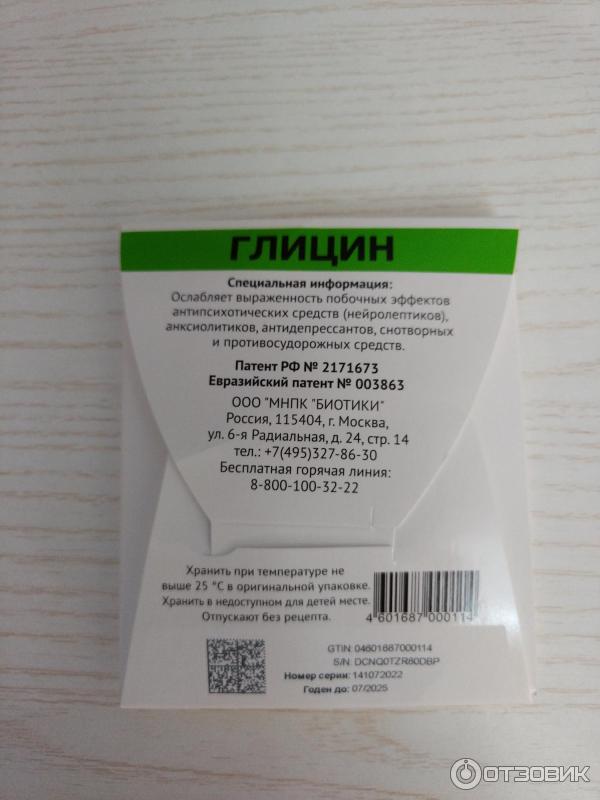 ГЛИЦИН
Специальная информация:
Ослабляет выраженность побочных эффектов
антипсихотических средств (нейролептиков),
анксиолитиков, антидепрессантов, снотворных
и противосудорожных средств.
Патент РФ № 2171673
Евразийский патент № 003863
ООО "МНПК "БИОТИКИ"
Россия, 115404, г. Москва,
ул. 6-я Радиальная, д. 24, стр. 14
тел.: +7(495)327-86-30
Бесплатная горячая линия:
8-800-100-32-22
Хранить при температуре не
выше 25 °C в оригинальной упаковке.
Хранить в недоступном для детей месте.
Отпускают без рецепта.
4 601687 000114
GTIN: 04601687000114
S/N: DCNQ0TZR80DBP
Номер серии: 141072022
Годен до: 07/2025
ОТЗОВИК